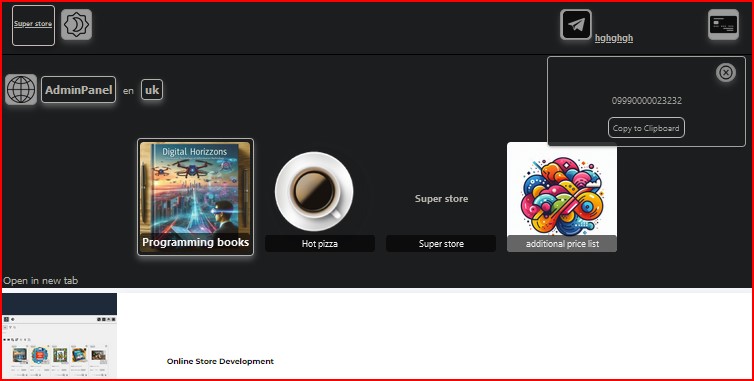 Super store
hghghgh
09990000023232
Copy to Clipboard
AdminPanel en uk
Digital Horizzons
Programming books
Hot pizza
Super store
Super store
additional price list
Open in new tab
Online Store Development